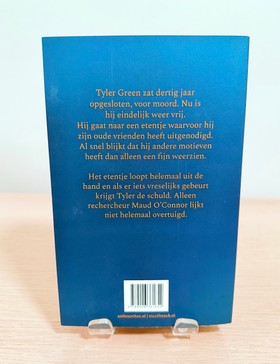 Tyler Green zat dertig jaar
opgesloten, voor moord. Nu is
hij eindelijk weer vrij.
Hij gaat naar een etentje waarvoor hij
zijn oude vrienden heeft uitgenodigd.
Al snel blijkt dat hij andere motieven
heeft dan alleen een fijn weerzien.
Het etentje loopt helemaal uit de
hand en als er iets vreselijks gebeurt
krijgt Tyler de schuld. Alleen
rechercheur Maud O'Connor lijkt
niet helemaal overtuigd.